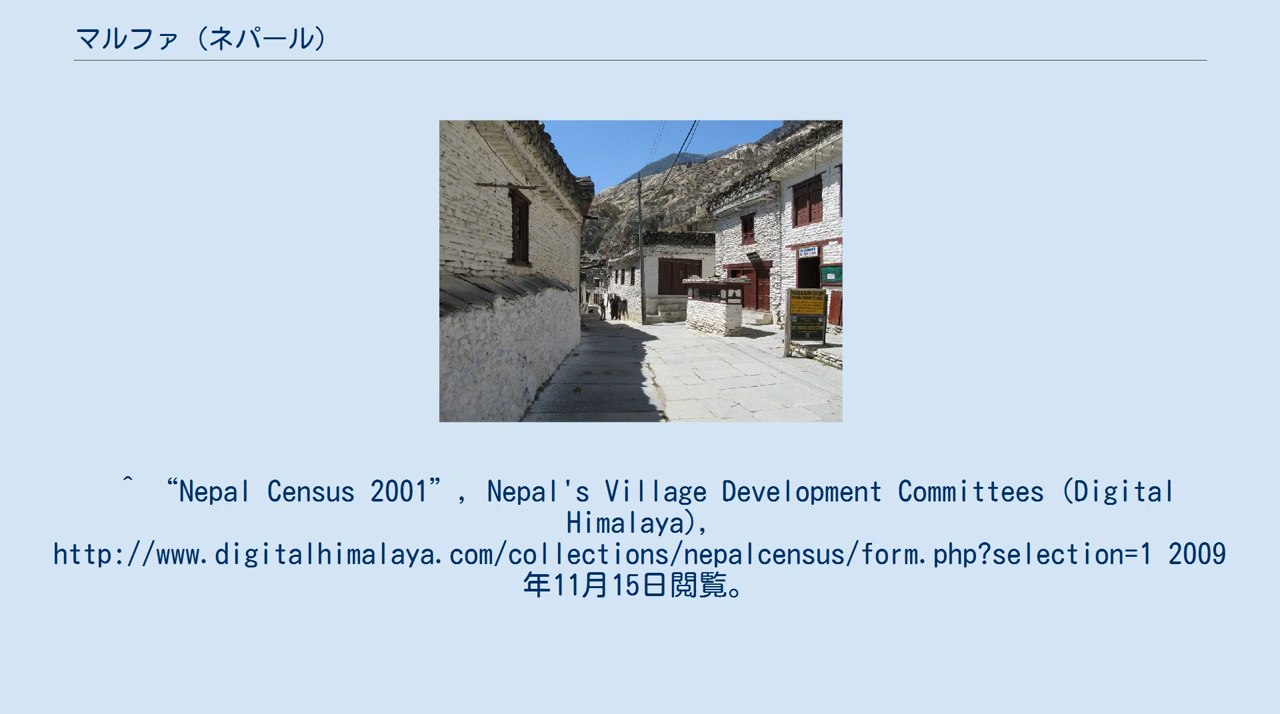 マルファ（ネパール）
^ “Nepal Census 2001”, Nepal's Village Development Committees (Digital
Himalaya),
http://www.digitalhimalaya.com/collections/nepalcensus/form.php?selection=1 2009
年11月15日閲覧。